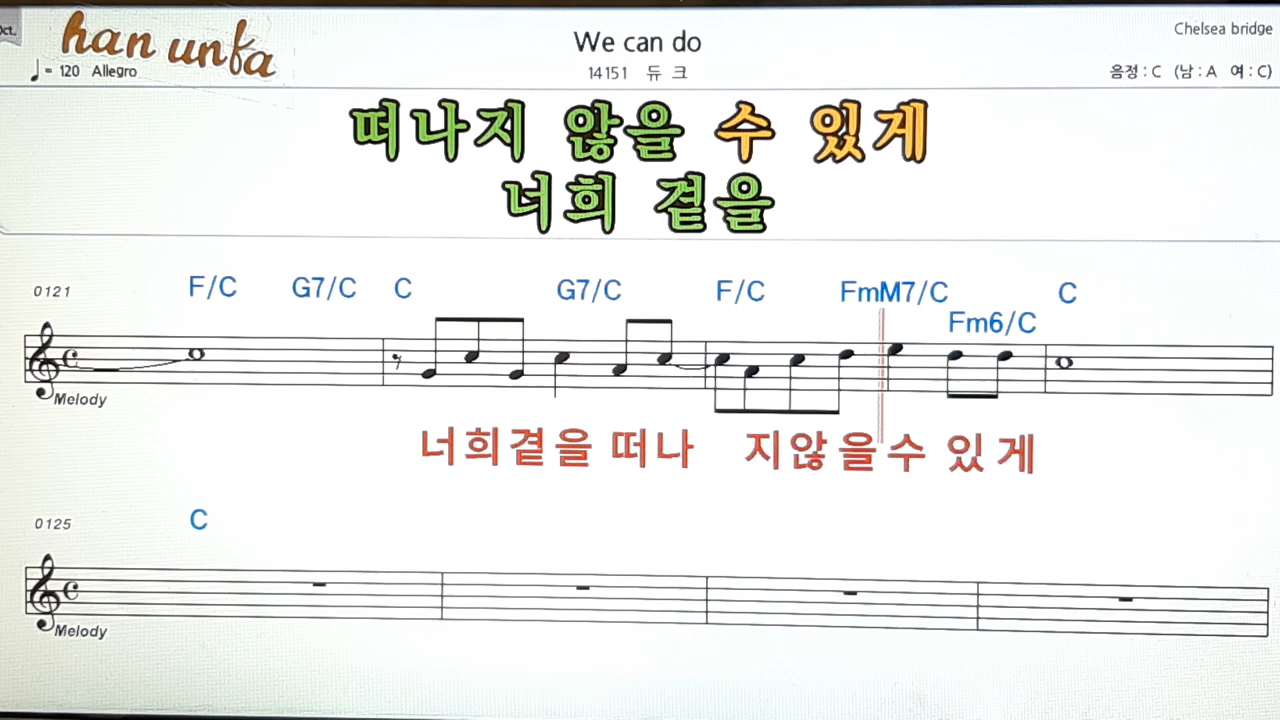 Oct.
han unfa
We can do
Chelsea bridge
♩= 120 Allegro
14151 듀 크
음정 : C (남 : A 여 : C)
떠나지 않을 수 있게
너희 곁을
0121 F/C G7/C C G7/C F/C FmM7/C Fm6/C C
Melody
너희곁을 떠나 지않을수 있게
0125 C
Melody